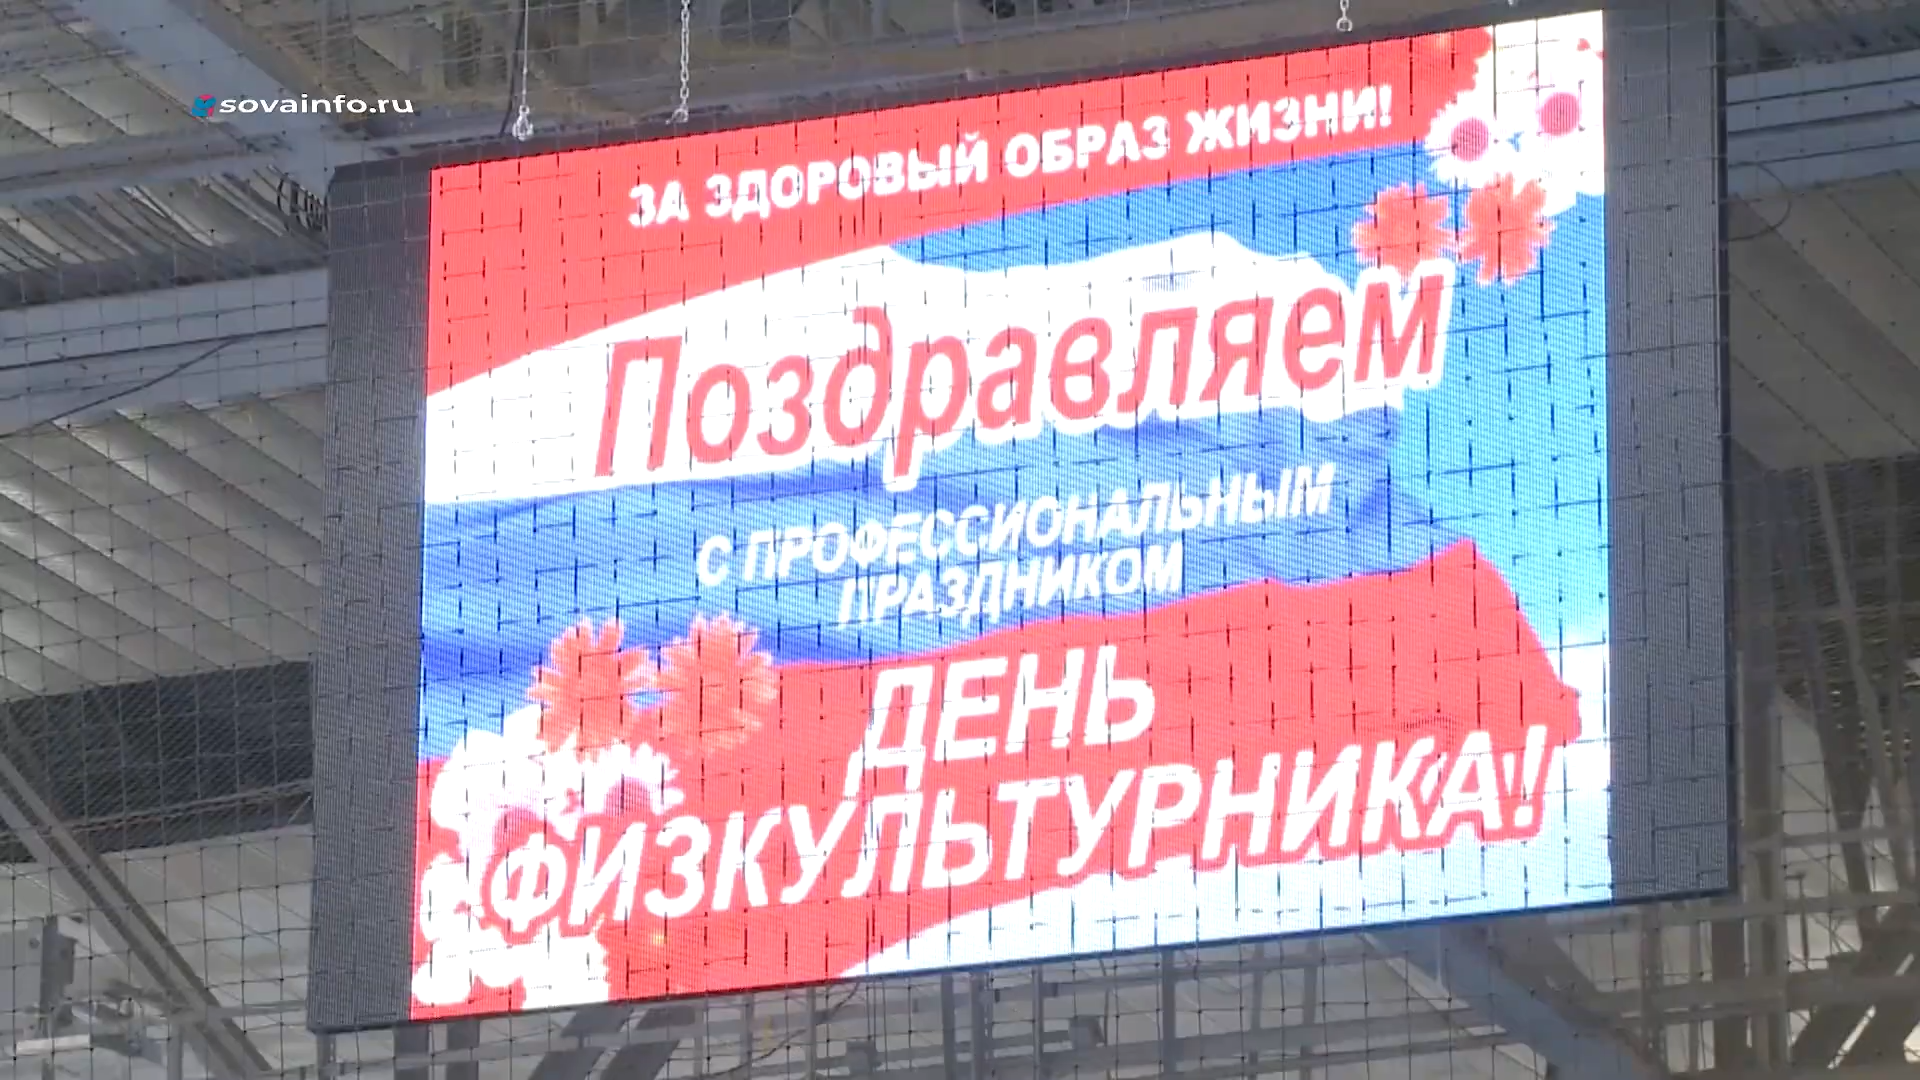 sovainfo.ru
ЗА ЗДОРОВЫЙ ОБРАЗ ЖИЗНИ!
Поздравляем
С ПРОФЕССИОНАЛЬНЫМ
ПРАЗДНИКОМ
ДЕНЬ
ФИЗКУЛЬТУРНИКА!